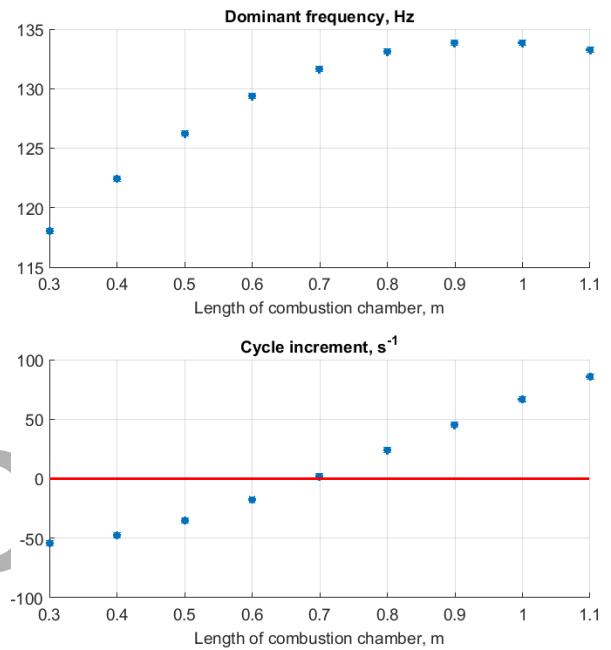 Dominant frequency, Hz
135
130
125
120
115
0.3 0.4 0.5 0.6 0.7 0.8 0.9 1 1.1
Length of combustion chamber, m
Cycle increment, s-1
100
50
0
-50
-100
0.3 0.4 0.5 0.6 0.7 0.8 0.9 1 1.1
Length of combustion chamber, m